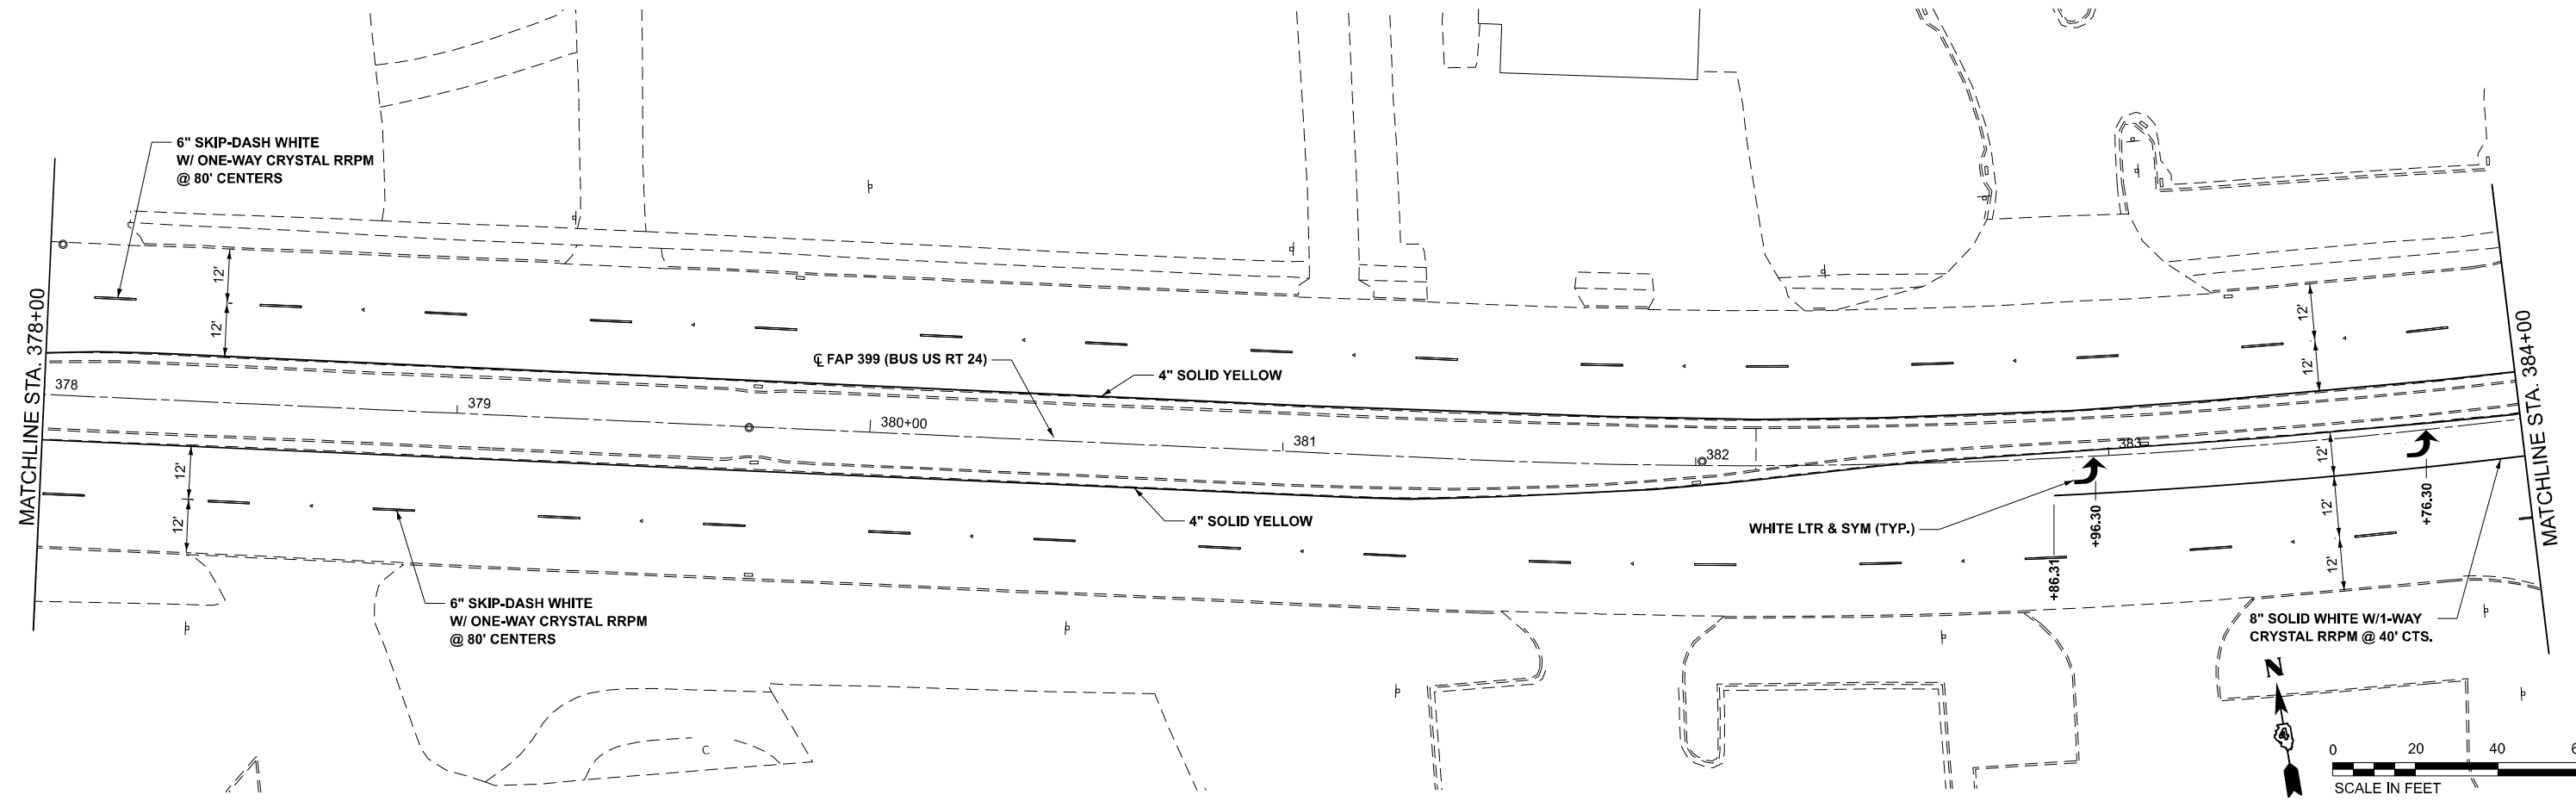 6" SKIP-DASH WHITE
W/ ONE-WAY CRYSTAL RRPM
@ 80' CENTERS
MATCHLINE STA. 378+00
12'
12'
℄ FAP 399 (BUS US RT 24)
4" SOLID YELLOW
378
379
380+00
381
382
383
12'
12'
MATCHLINE STA. 384+00
12'
12'
4" SOLID YELLOW
WHITE LTR & SYM (TYP.)
+96.30
+86.31
+76.30
12'
12'
12'
6" SKIP-DASH WHITE
W/ ONE-WAY CRYSTAL RRPM
@ 80' CENTERS
8" SOLID WHITE W/1-WAY
CRYSTAL RRPM @ 40' CTS.
C
N
4
0 20 40 6
SCALE IN FEET